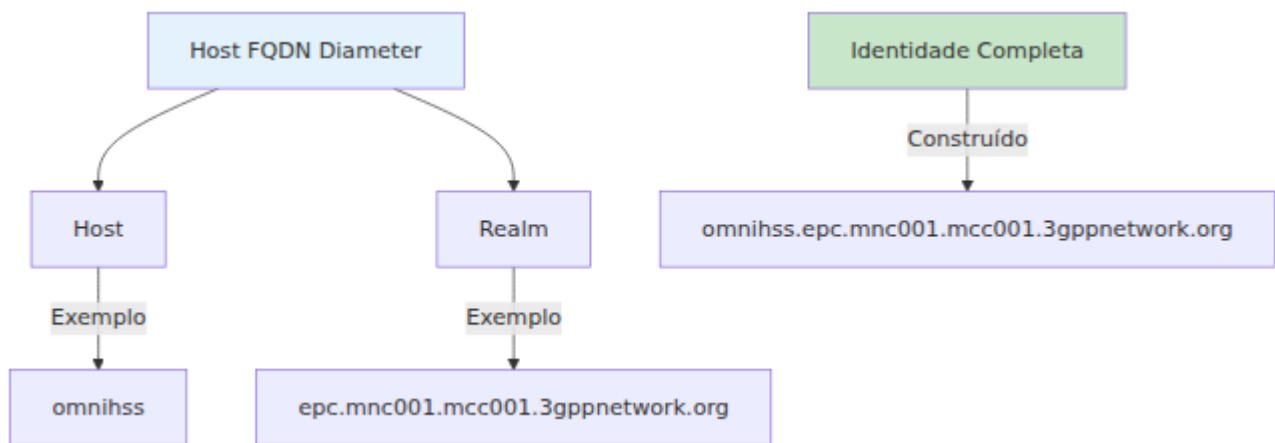 Host FQDN Diameter
Identidade Completa
Construído
Host
Realm
omnihss.epc.mnc001.mcc001.3gppnetwork.org
Exemplo
Exemplo
omnihss
epc.mnc001.mcc001.3gppnetwork.org